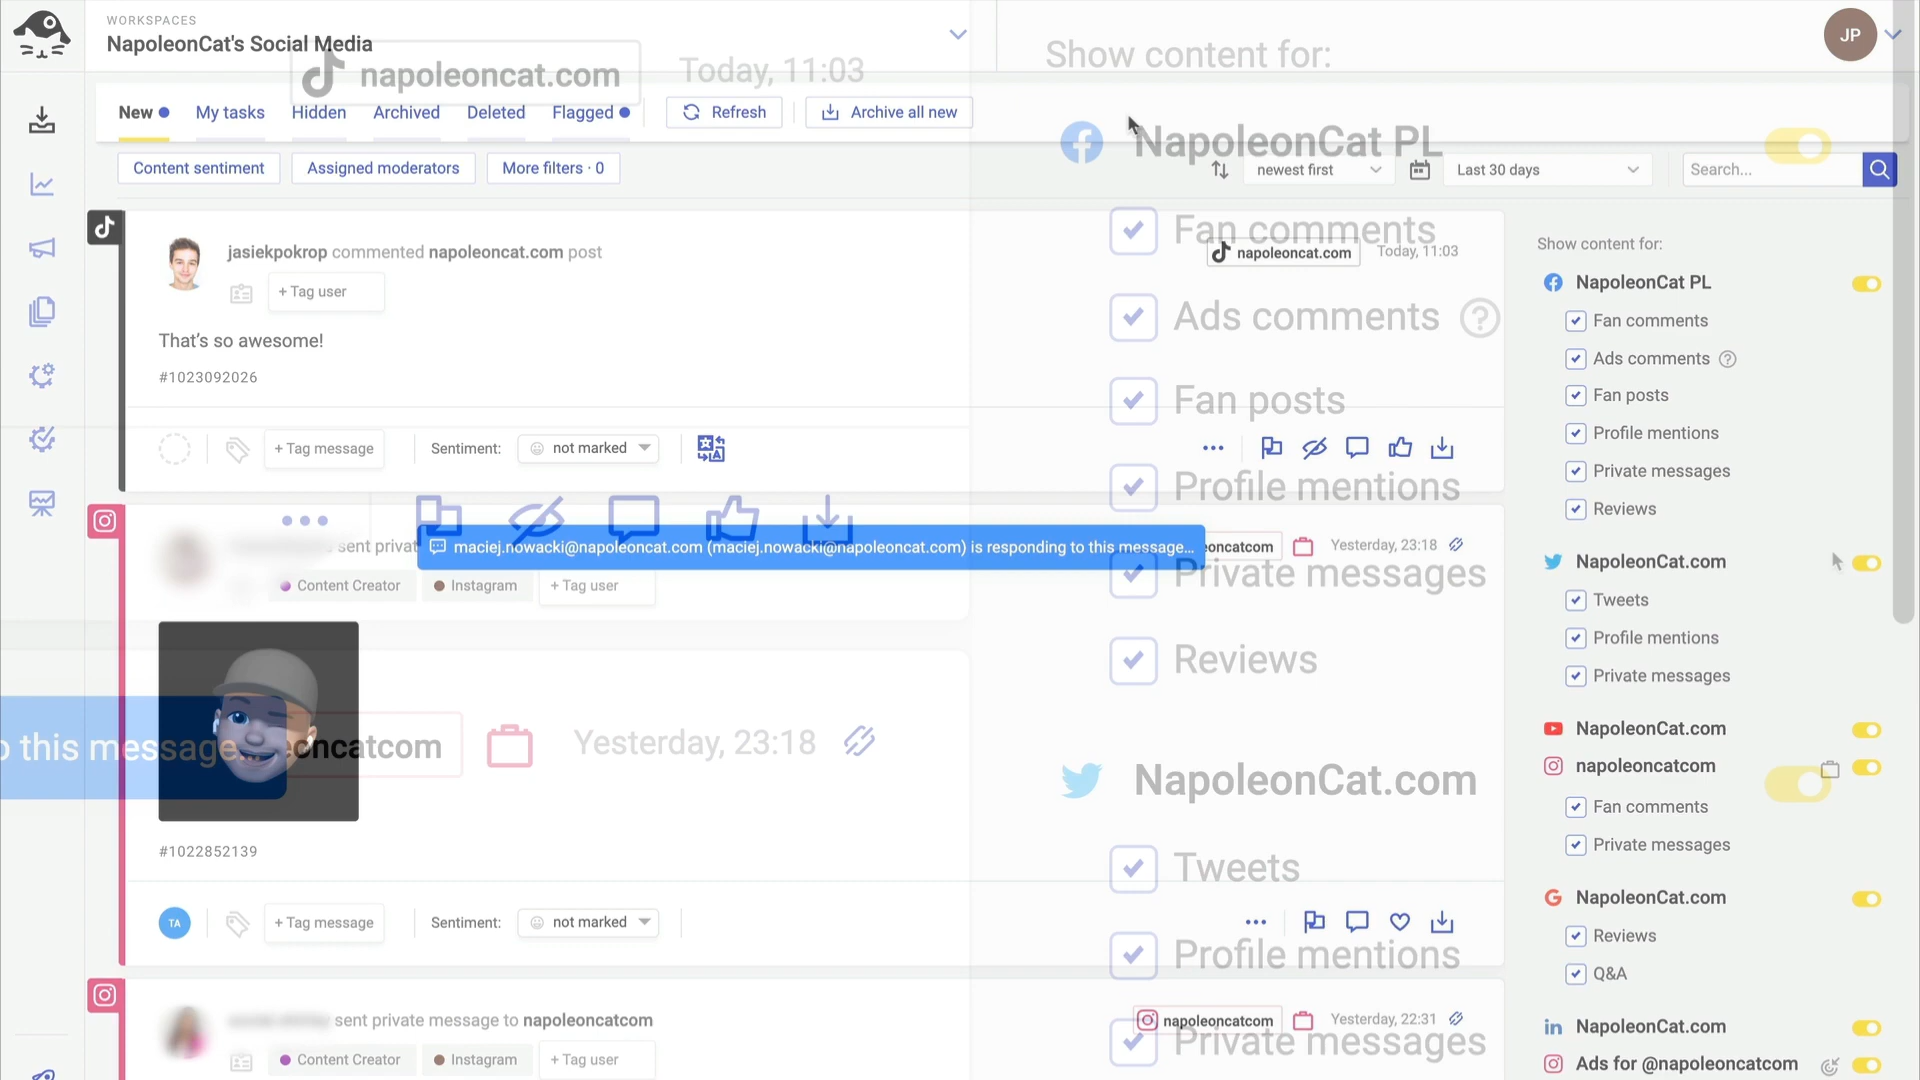 WORKSPACES
NapoleonCat's Social Media
JP
napoleoncat.com
Today, 11:03
Show content for:
New
My tasks
Hidden
Archived
Deleted
Flagged
Refresh
Archive all new
NapoleonCat PL
Content sentiment
Assigned moderators
More filters · 0
newest first
Last 30 days
Search...
jasiekpokrop commented napoleoncat.com post
napoleoncat.com
Today, 11:03
+ Tag user
That's so awesome!
#1023092026
+ Tag message
Sentiment:
not marked
Fan comments
Ads comments
Fan posts
Profile mentions
Private messages
Reviews
sent privat
maciej.nowacki@napoleoncat.com (maciej.nowacki@napoleoncat.com) is responding to this message...
oncatcom
Yesterday, 23:18
Content Creator
Instagram
+ Tag user
o this message.
oncatcom
Yesterday, 23:18
#1022852139
TA
+ Tag message
Sentiment:
not marked
NapoleonCat.com
Tweets
Profile mentions
Private messages
sent private message to napoleoncatcom
napoleoncatcom
Yesterday, 22:31
Content Creator
Instagram
+ Tag user
Show content for:
NapoleonCat PL
Fan comments
Ads comments
Fan posts
Profile mentions
Private messages
Reviews
NapoleonCat.com
Tweets
Profile mentions
Private messages
NapoleonCat.com
napoleoncatcom
Fan comments
Private messages
NapoleonCat.com
Reviews
Q&A
NapoleonCat.com
Ads for @napoleoncatcom